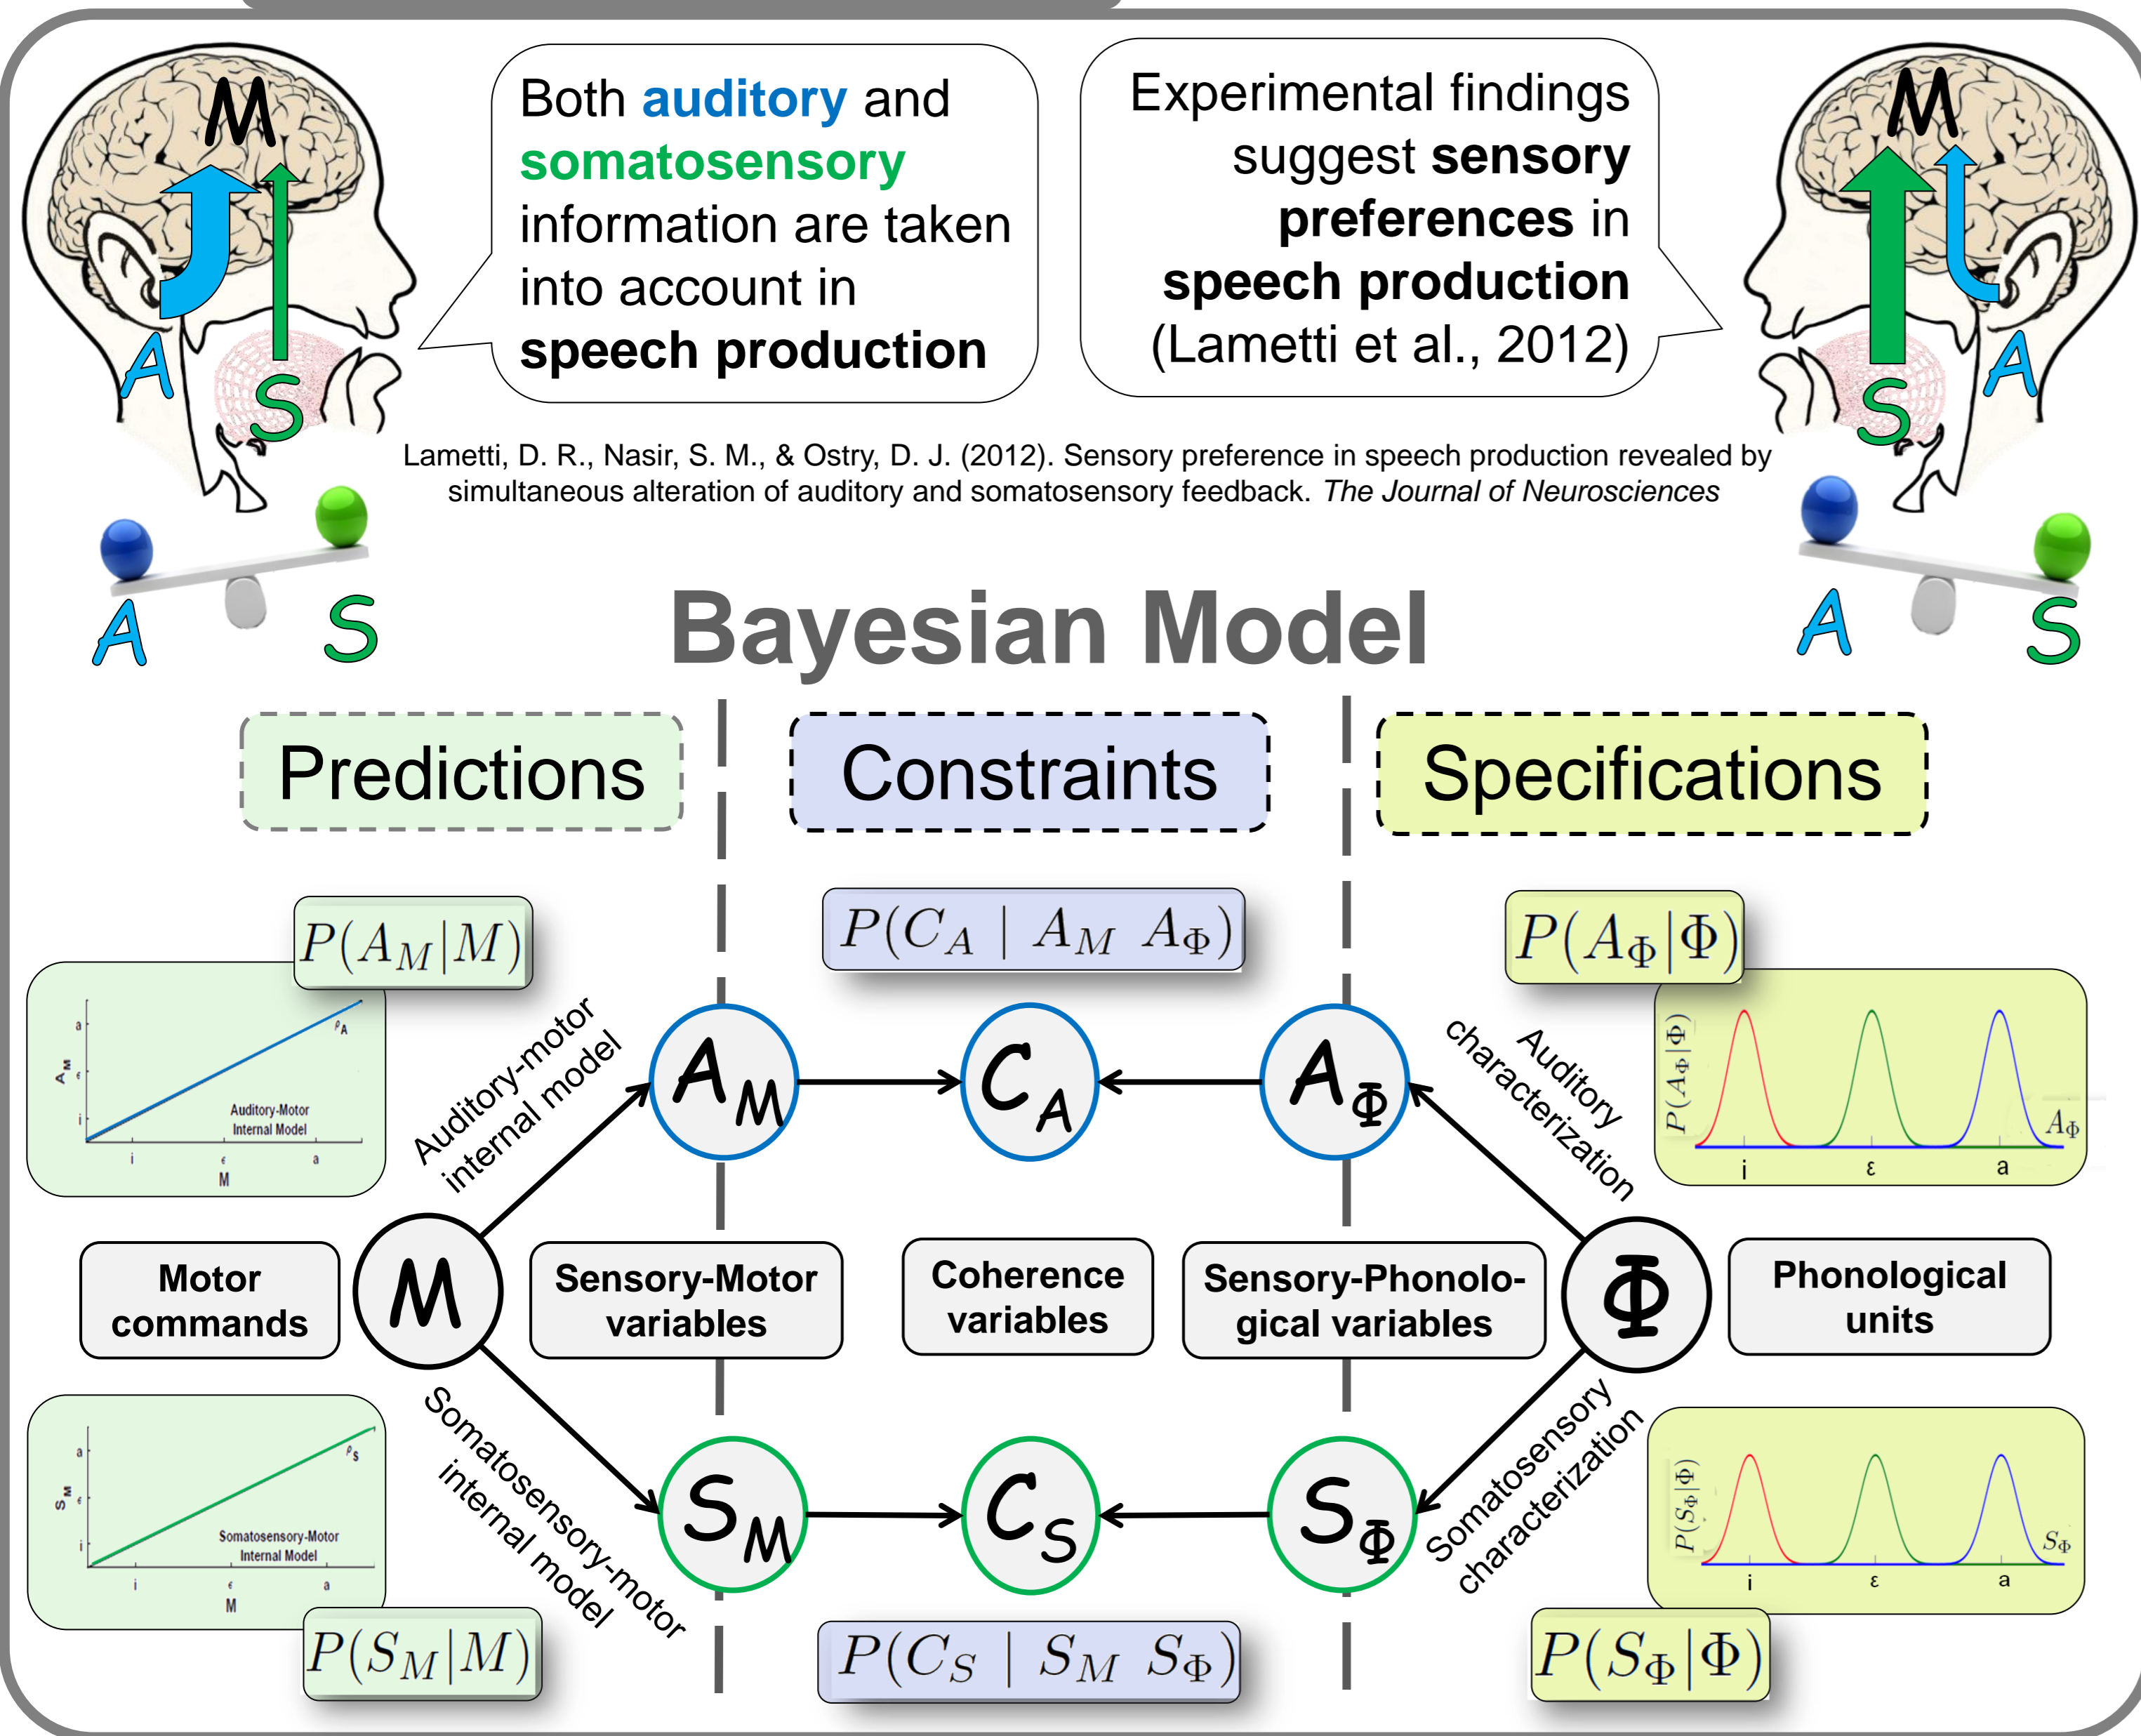 M
A
S
Both auditory and
somatosensory
information are taken
into account in
speech production
Experimental findings
suggest sensory
preferences in
speech production
(Lametti et al., 2012)
M
S
A
Lametti, D. R., Nasir, S. M., & Ostry, D. J. (2012). Sensory preference in speech production revealed by
simultaneous alteration of auditory and somatosensory feedback. The Journal of Neurosciences
A
S
A
S
Bayesian Model
Predictions
Constraints
Specifications
P(A_M|M)
P(C_A | A_M A_Φ)
P(A_Φ|Φ)
a
ϵ
i
A_M
ρ_A
Auditory-Motor
Internal Model
i ϵ a
M
Auditory-motor
internal model
A_M
C_A
A_Φ
Auditory
characterization
P(A_Φ|Φ)
A_Φ
i ε a
Motor
commands
M
Sensory-Motor
variables
Coherence
variables
Sensory-Phonolo-
gical variables
Φ
Phonological
units
a
ϵ
i
S_M
ρ_S
Somatosensory-Motor
Internal Model
i ϵ a
M
Somatosensory-motor
internal model
S_M
C_S
S_Φ
Somatosensory
characterization
P(S_Φ|Φ)
S_Φ
i ε a
P(S_M|M)
P(C_S | S_M S_Φ)
P(S_Φ|Φ)